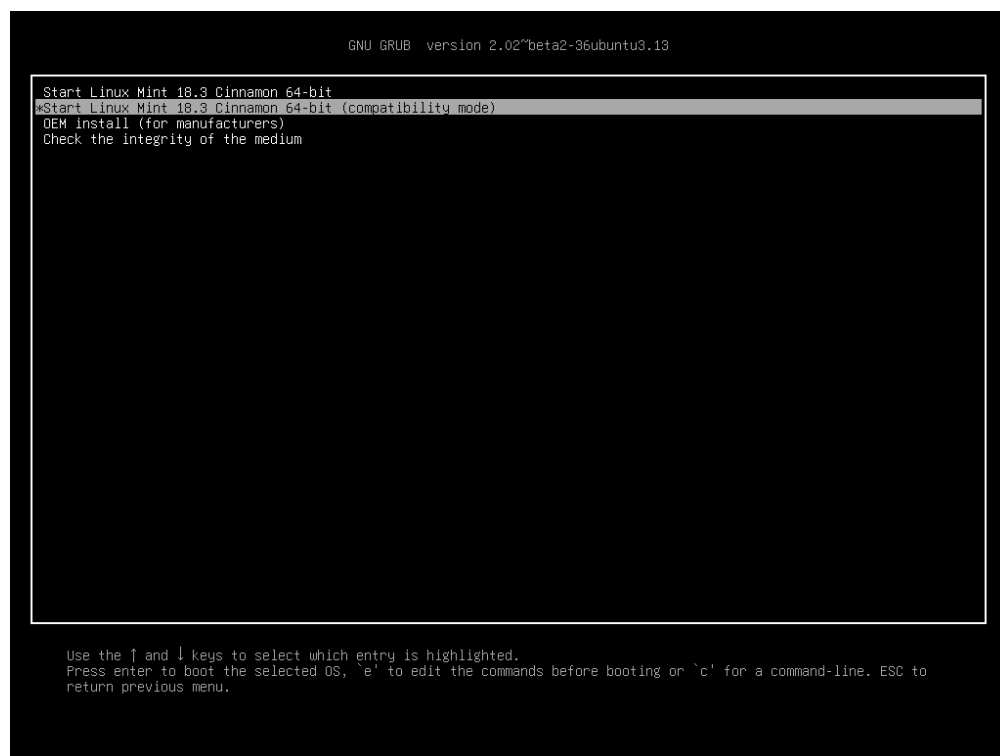 GNU GRUB  version 2.02~beta2-36ubuntu3.13
Start Linux Mint 18.3 Cinnamon 64-bit
*Start Linux Mint 18.3 Cinnamon 64-bit (compatibility mode)
OEM install (for manufacturers)
Check the integrity of the medium
Use the ↑ and ↓ keys to select which entry is highlighted.
Press enter to boot the selected OS, `e' to edit the commands before booting or `c' for a command-line. ESC to
return previous menu.